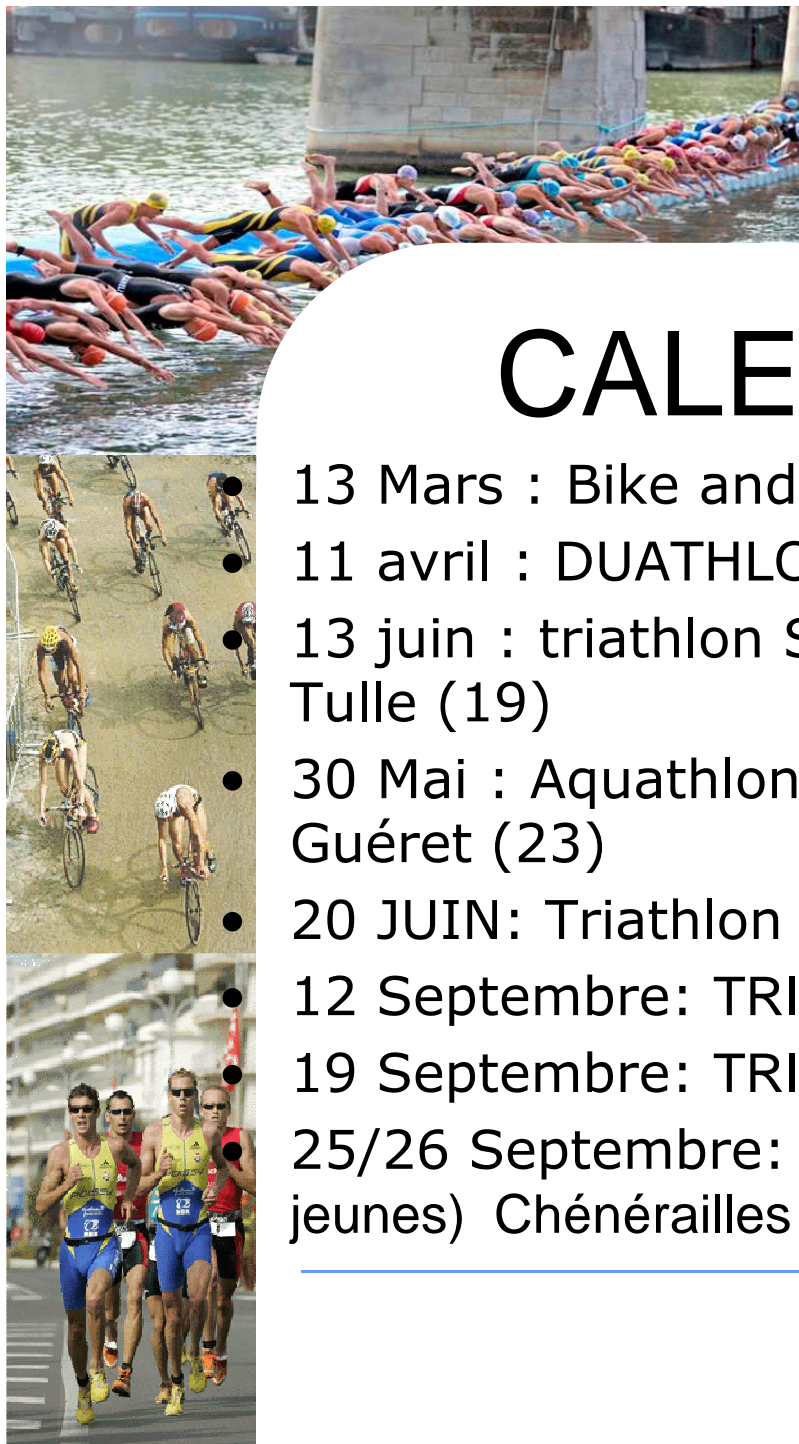 CALE
• 13 Mars : Bike and
• 11 avril : DUATHLO
• 13 juin : triathlon S
Tulle (19)
• 30 Mai : Aquathlon
Guéret (23)
• 20 JUIN: Triathlon
• 12 Septembre: TRI
• 19 Septembre: TRI
• 25/26 Septembre:
jeunes) Chénérailles